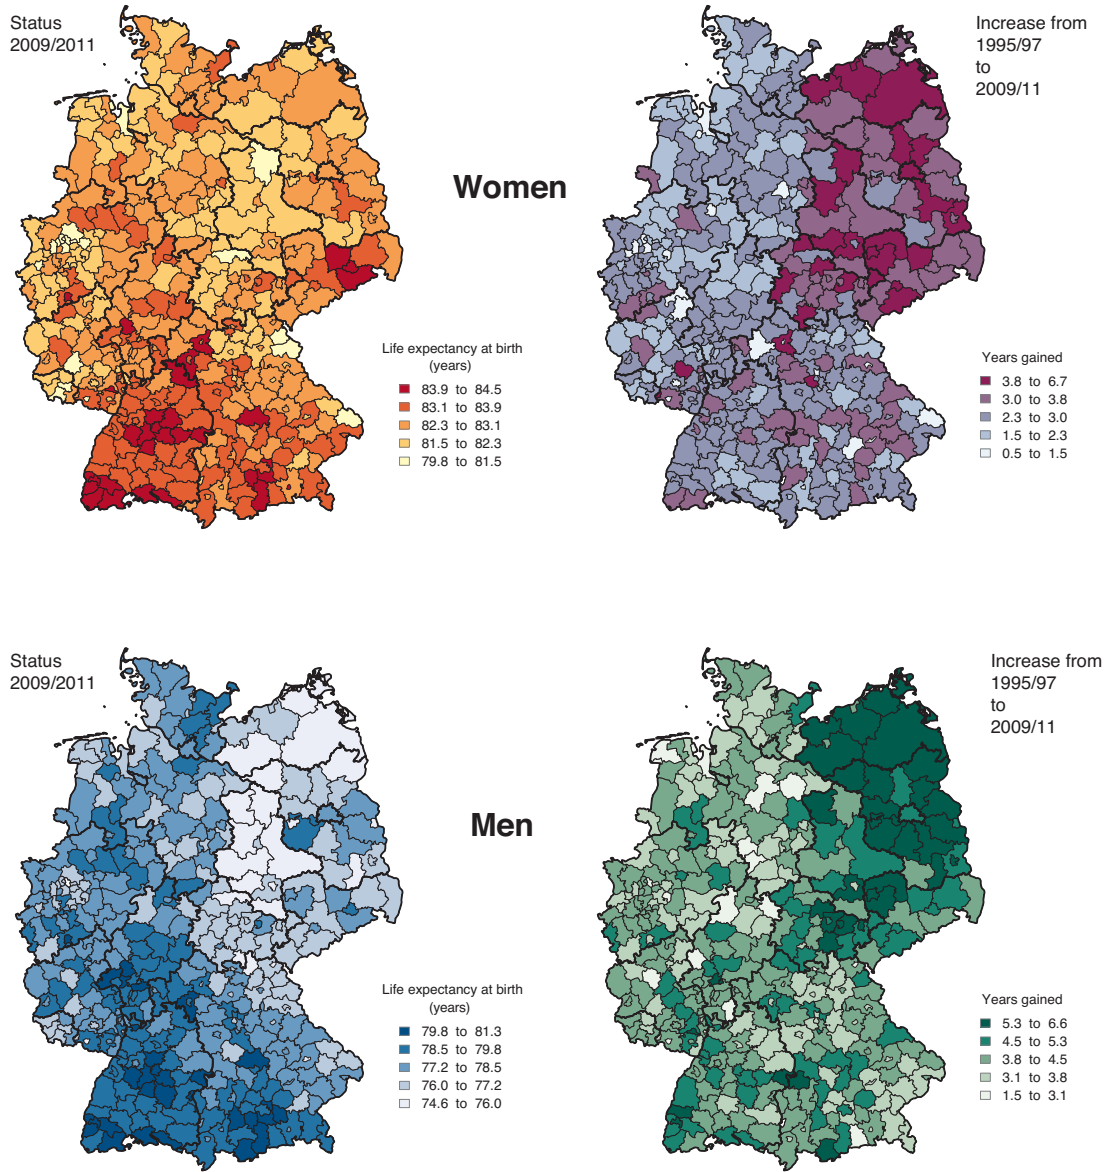 Status
2009/2011
Increase from
1995/97
to
2009/11
Women
Life expectancy at birth
(years)
83.9 to 84.5
83.1 to 83.9
82.3 to 83.1
81.5 to 82.3
79.8 to 81.5
Years gained
3.8 to 6.7
3.0 to 3.8
2.3 to 3.0
1.5 to 2.3
0.5 to 1.5
Status
2009/2011
Increase from
1995/97
to
2009/11
Men
Life expectancy at birth
(years)
79.8 to 81.3
78.5 to 79.8
77.2 to 78.5
76.0 to 77.2
74.6 to 76.0
Years gained
5.3 to 6.6
4.5 to 5.3
3.8 to 4.5
3.1 to 3.8
1.5 to 3.1